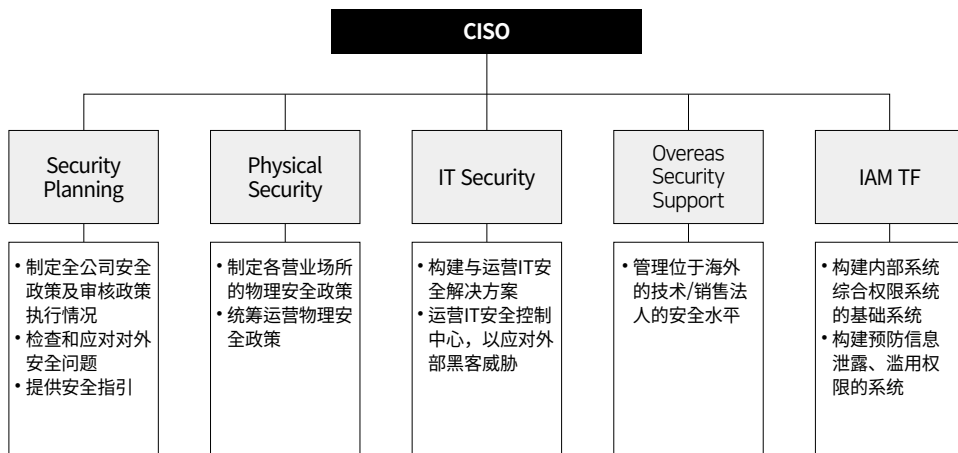 CISO
Security
Planning
Physical
Security
IT Security
Overeas
Security
Support
IAM TF
• 制定全公司安全
政策及审核政策
执行情况
• 检查和应对对外
安全问题
• 提供安全指引
• 制定各营业场所
的物理安全政策
• 统筹运营物理安
全政策
• 构建与运营IT安
全解决方案
• 运营IT安全控制
中心，以应对外
部黑客威胁
• 管理位于海外
的技术/销售法
人的安全水平
• 构建内部系统
综合权限系统
的基础系统
• 构建预防信息
泄露、滥用权
限的系统